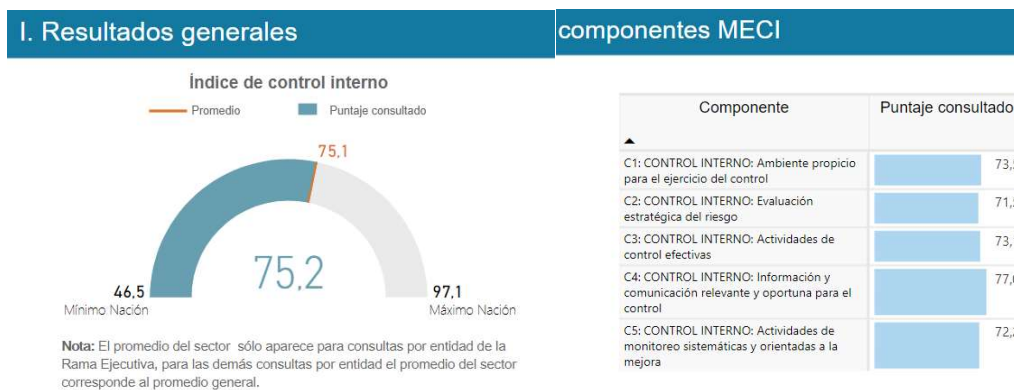 I. Resultados generales
Índice de control interno
Promedio
Puntaje consultado
75,1
75,2
46,5
Mínimo Nación
97,1
Máximo Nación
Nota: El promedio del sector sólo aparece para consultas por entidad de la
Rama Ejecutiva, para las demás consultas por entidad el promedio del sector
corresponde al promedio general.
componentes MECI
Componente
Puntaje consultado
C1: CONTROL INTERNO: Ambiente propicio
para el ejercicio del control
C2: CONTROL INTERNO: Evaluación
estratégica del riesgo
C3: CONTROL INTERNO: Actividades de
control efectivas
C4: CONTROL INTERNO: Información y
comunicación relevante y oportuna para el
control
C5: CONTROL INTERNO: Actividades de
monitoreo sistemáticas y orientadas a la
mejora